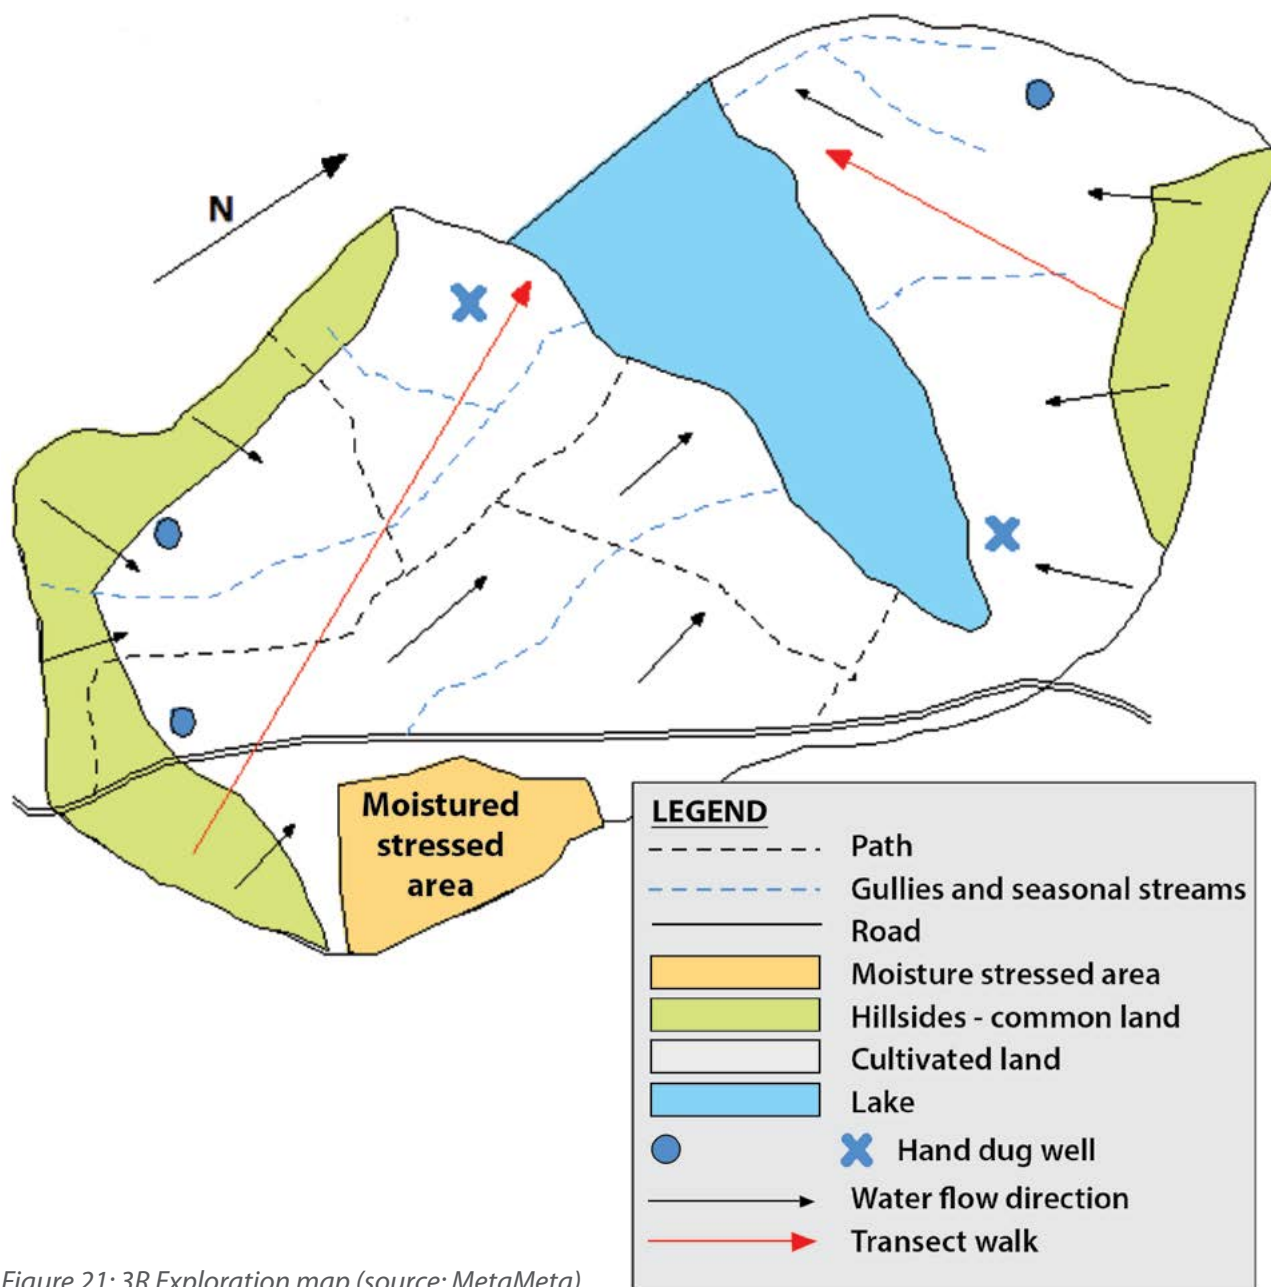 N
Moistured
stressed
area
LEGEND
Path
Gullies and seasonal streams
Road
Moisture stressed area
Hillsides - common land
Cultivated land
Lake
Hand dug well
Water flow direction
Transect walk
Figure 21: 3R Exploration map (source: MetaMeta)